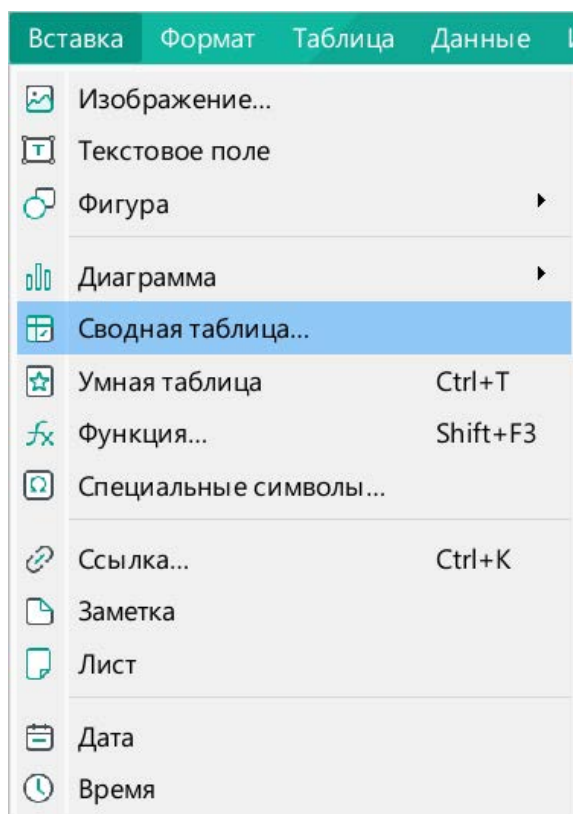 Вставка Формат Таблица Данные
Изображение...
Текстовое поле
Фигура
Диаграмма
Сводная таблица...
Умная таблица Ctrl+T
Функция... Shift+F3
Специальные символы...
Ссылка... Ctrl+K
Заметка
Лист
Дата
Время